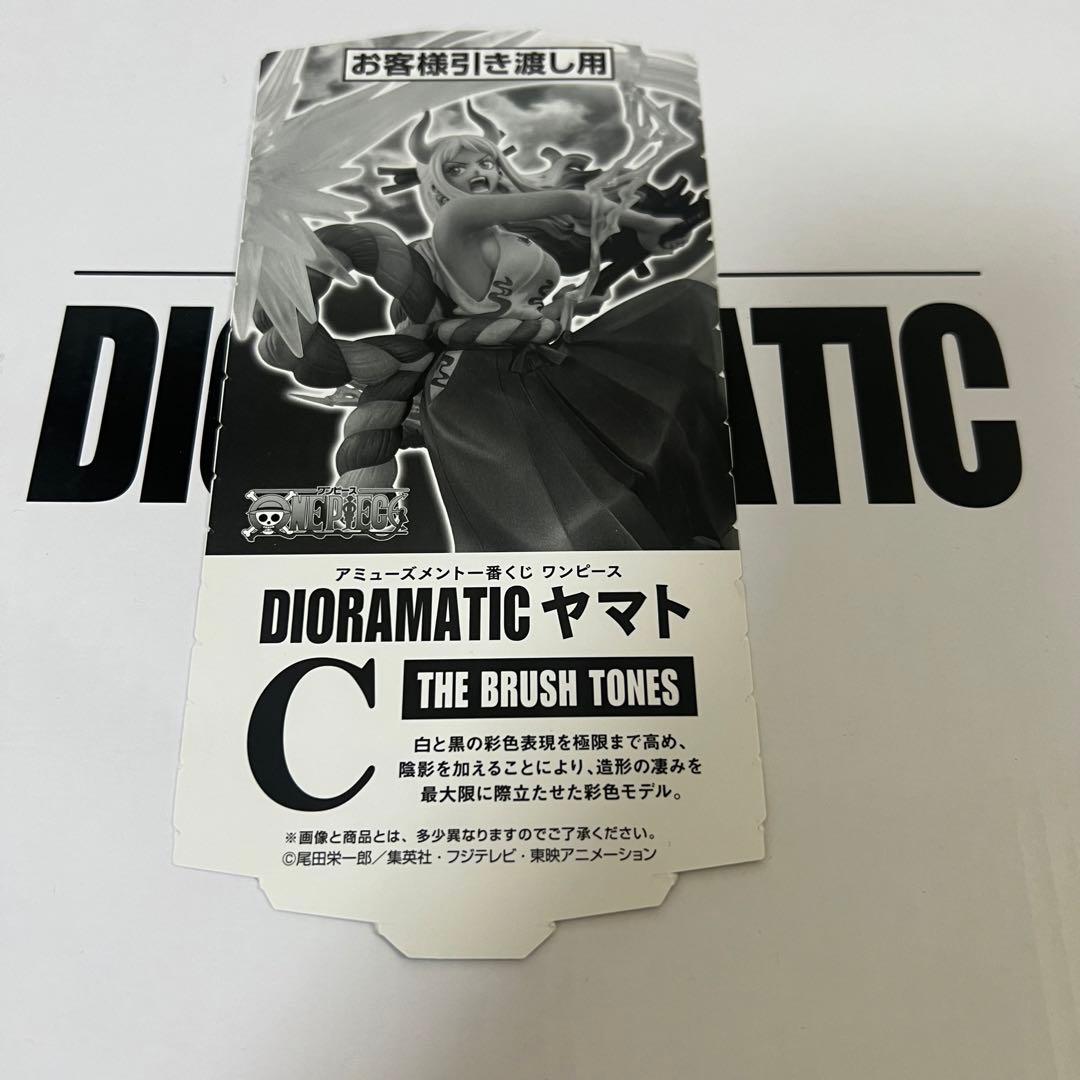 お客様引き渡し用
DIO
MATIC
ワンピース
ONE PIECE
アミューズメント一番くじ ワンピース
DIORAMATIC ヤマト
C
THE BRUSH TONES
白と黒の彩色表現を極限まで高め、
陰影を加えることにより、造形の凄みを
最大限に際立たせた彩色モデル。
※画像と商品とは、多少異なりますのでご了承ください。
©尾田栄一郎／集英社・フジテレビ・東映アニメーション